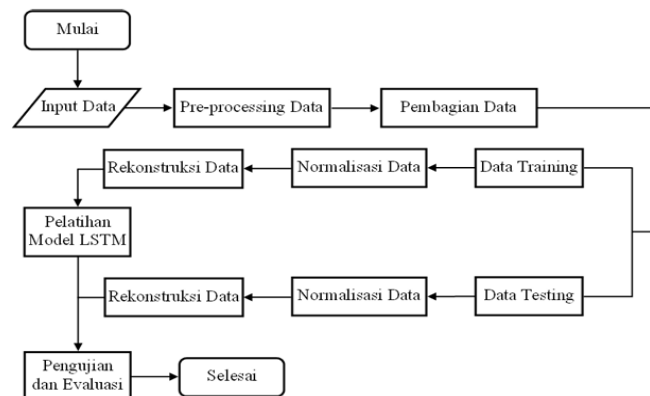 Mulai
Input Data
Pre-processing Data
Pembagian Data
Rekonstruksi Data
Normalisasi Data
Data Training
Pelatihan
Model LSTM
Rekonstruksi Data
Normalisasi Data
Data Testing
Pengujian
dan Evaluasi
Selesai